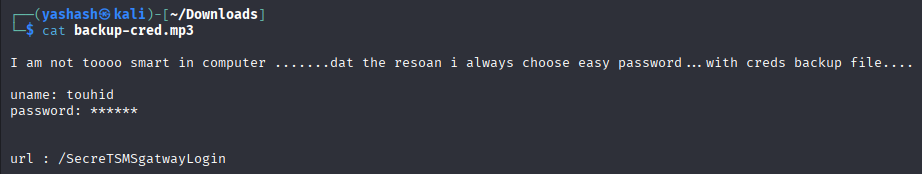 ┌──(yashash㉿kali)-[~/Downloads]
└─$ cat backup-cred.mp3
I am not toooo smart in computer .......dat the resoan i always choose easy password...with creds backup file....
uname: touhid
password: ******
url : /SecreTSMSgatwayLogin